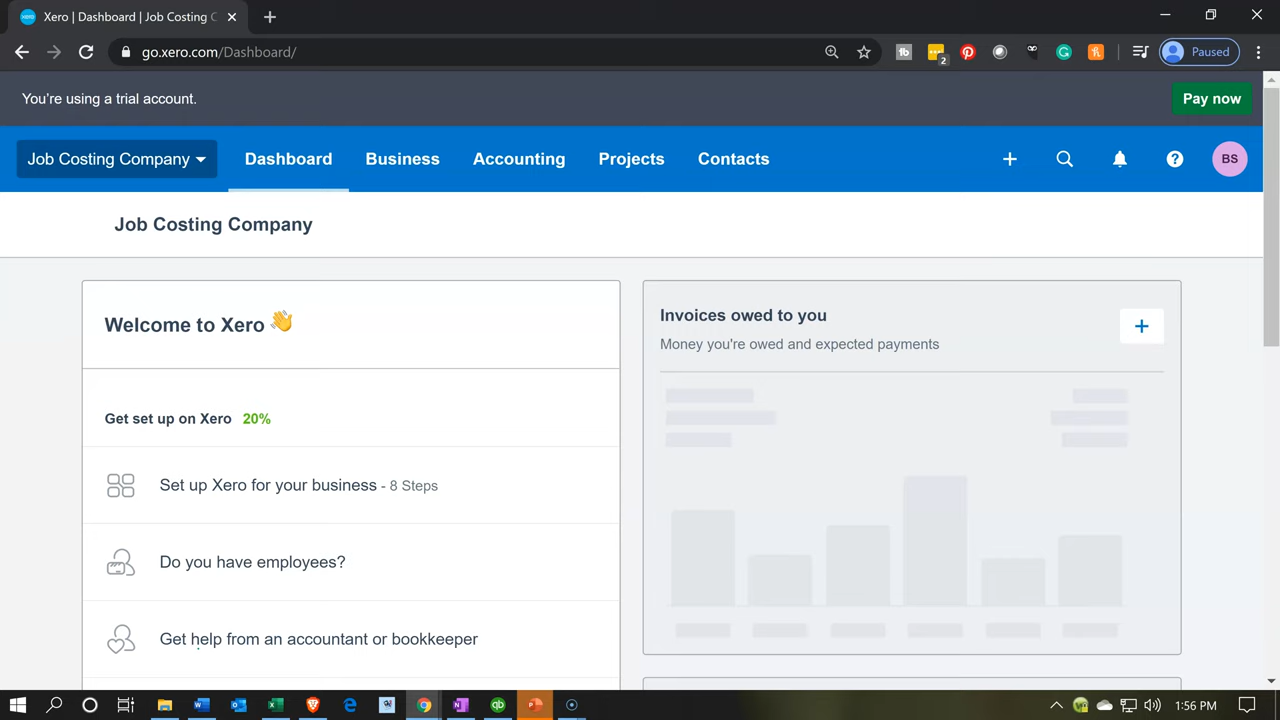 Xero | Dashboard | Job Costing C
go.xero.com/Dashboard/
2
Paused
You're using a trial account.
Pay now
Job Costing Company
Dashboard
Business
Accounting
Projects
Contacts
BS
Job Costing Company
Welcome to Xero
Get set up on Xero 20%
Set up Xero for your business - 8 Steps
Do you have employees?
Get help from an accountant or bookkeeper
Invoices owed to you
Money you're owed and expected payments
1:56 PM